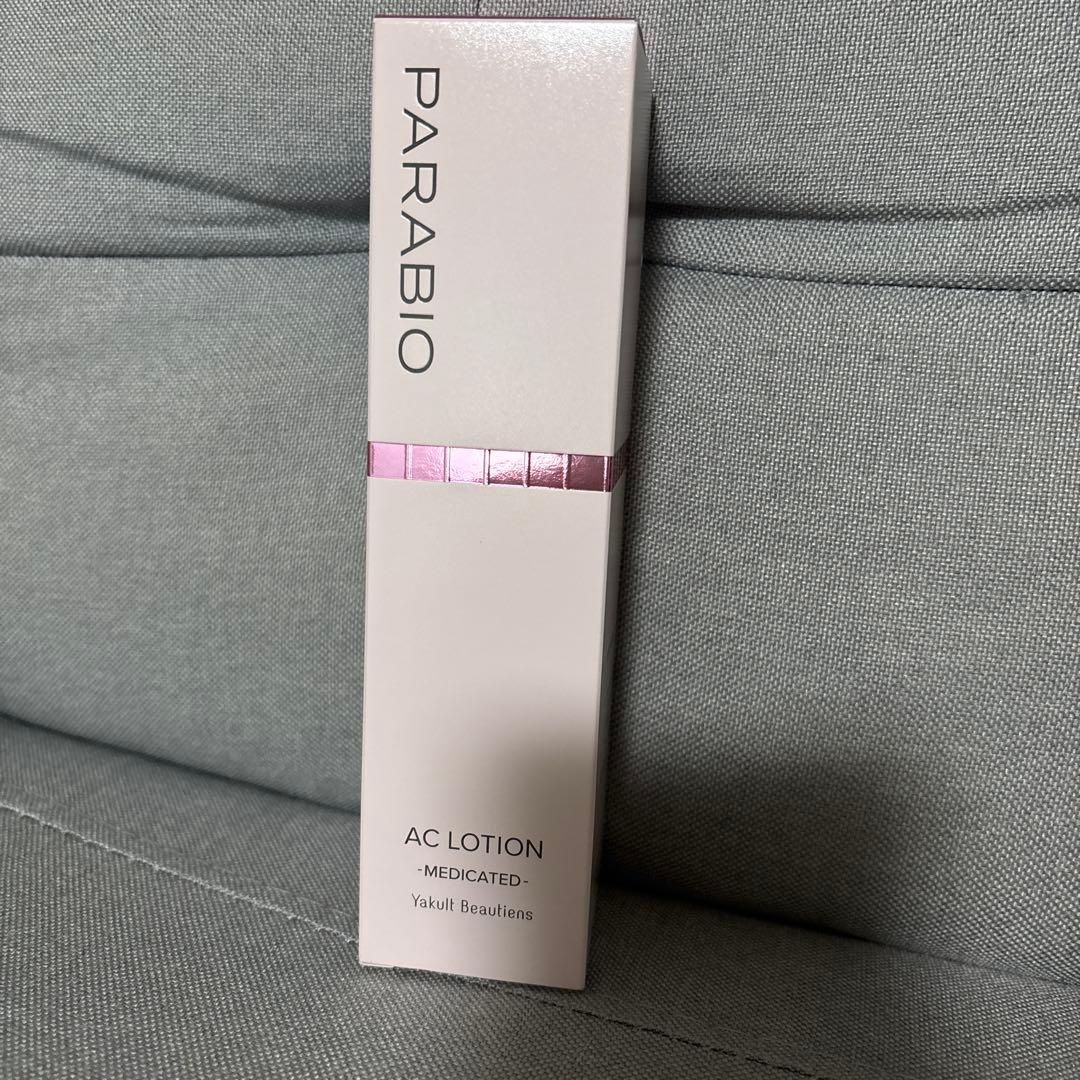 PARABIO
AC LOTION
-MEDICATED-
Yakult Beautiens